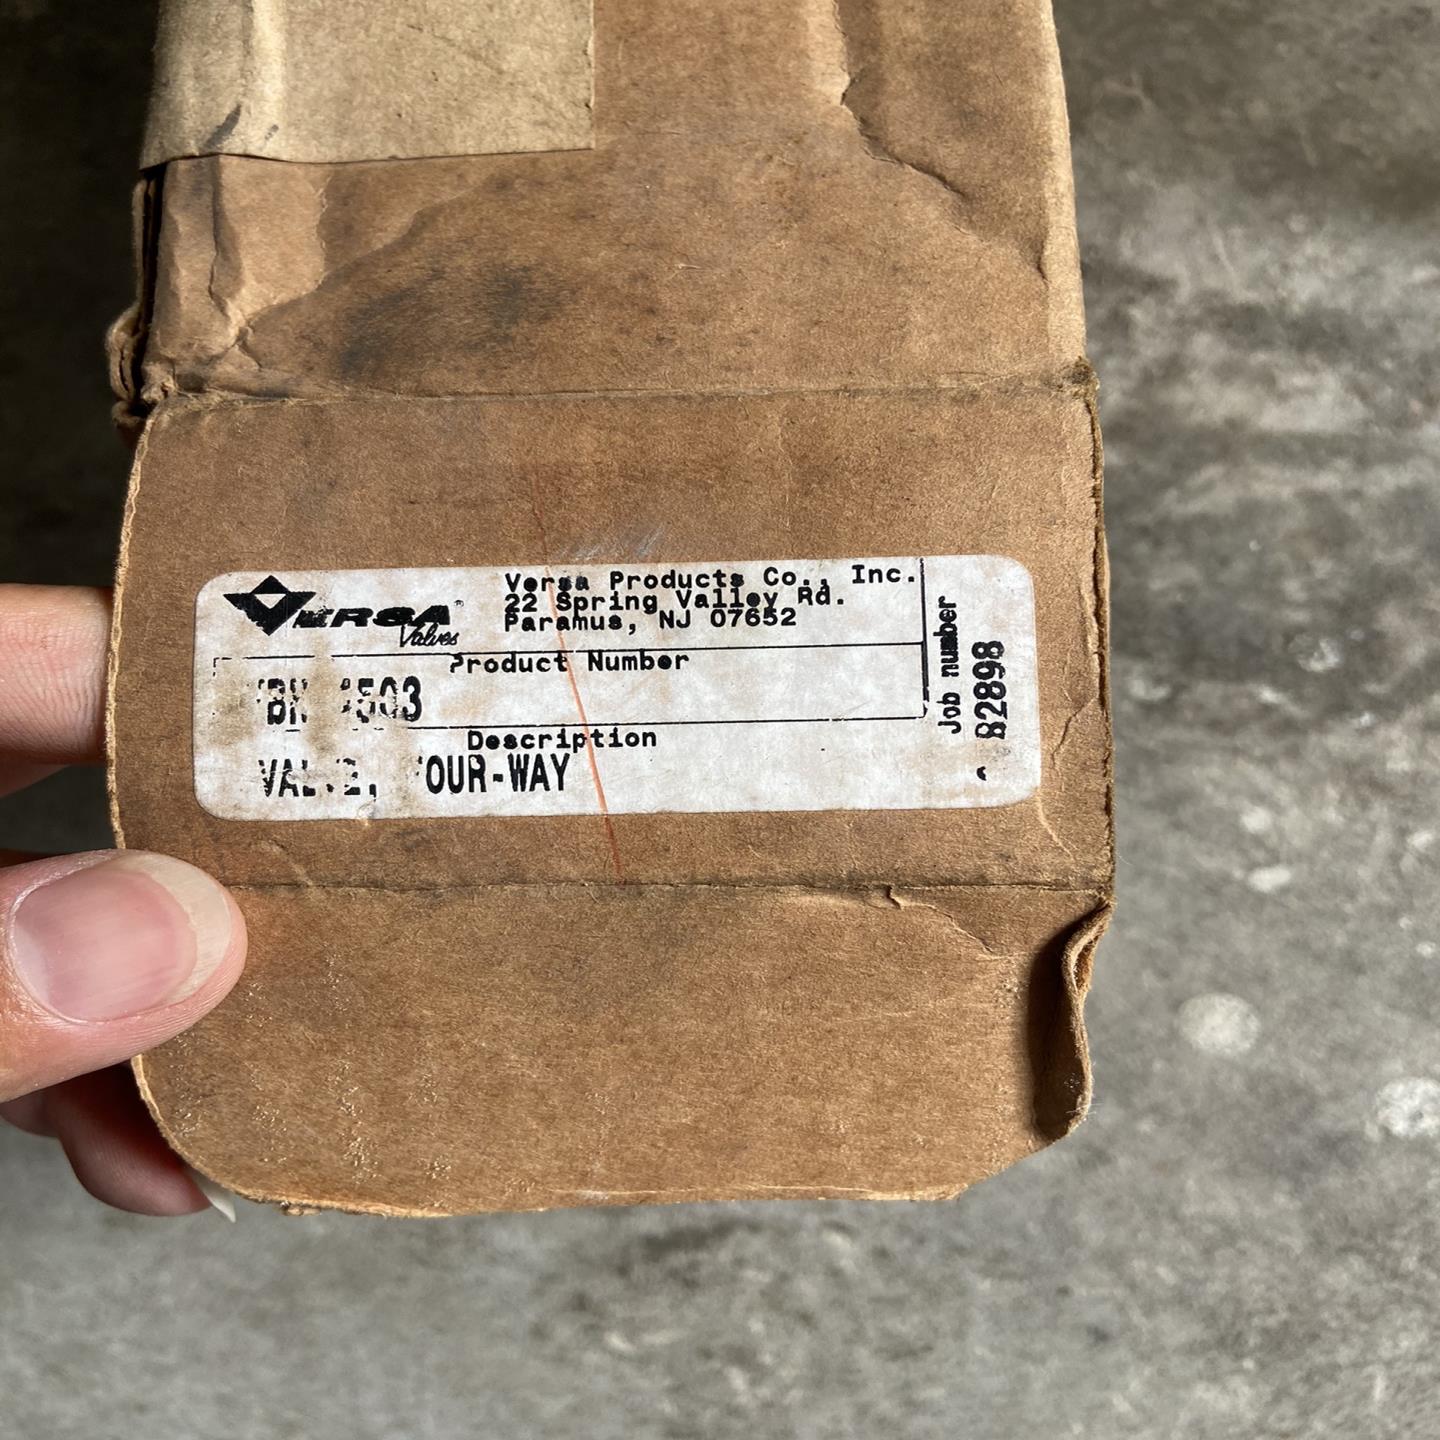 VERSA
Valves
Versa Products Co., Inc.
22 Spring Valley Rd.
Paramus, NJ 07652
Product Number
Description
VALVE, FOUR-WAY
Job number
82898